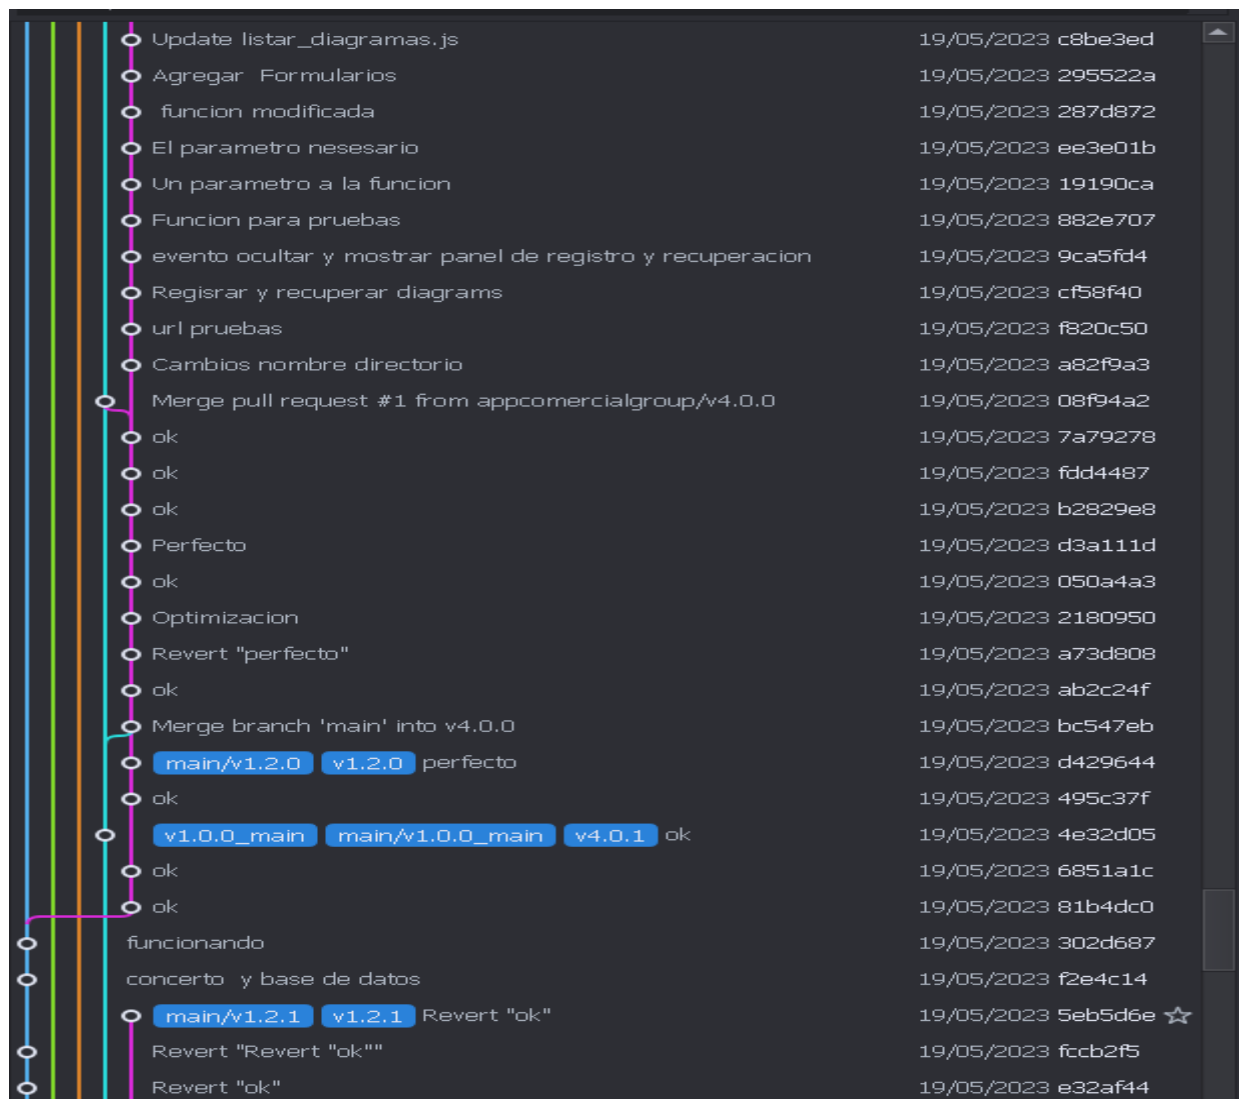 Update listar_diagramas.js 19/05/2023 c8be3ed
Agregar Formularios 19/05/2023 295522a
funcion modificada 19/05/2023 287d872
El parametro nesesario 19/05/2023 ee3e01b
Un parametro a la funcion 19/05/2023 19190ca
Funcion para pruebas 19/05/2023 882e707
evento ocultar y mostrar panel de registro y recuperacion 19/05/2023 9ca5fd4
Regisrar y recuperar diagrams 19/05/2023 cf58f40
url pruebas 19/05/2023 f820c50
Cambios nombre directorio 19/05/2023 a82f9a3
Merge pull request #1 from appcomercialgroup/v4.0.0 19/05/2023 08f94a2
ok 19/05/2023 7a79278
ok 19/05/2023 fdd4487
ok 19/05/2023 b2829e8
Perfecto 19/05/2023 d3a111d
ok 19/05/2023 050a4a3
Optimizacion 19/05/2023 2180950
Revert "perfecto" 19/05/2023 a73d808
ok 19/05/2023 ab2c24f
Merge branch 'main' into v4.0.0 19/05/2023 bc547eb
main/v1.2.0 v1.2.0 perfecto 19/05/2023 d429644
ok 19/05/2023 495c37f
v1.0.0_main main/v1.0.0_main v4.0.1 ok 19/05/2023 4e32d05
ok 19/05/2023 6851a1c
ok 19/05/2023 81b4dc0
funcionando 19/05/2023 302d687
concerto y base de datos 19/05/2023 f2e4c14
main/v1.2.1 v1.2.1 Revert "ok" 19/05/2023 5eb5d6e
Revert "Revert "ok"" 19/05/2023 fccb2f5
Revert "ok" 19/05/2023 e32af44